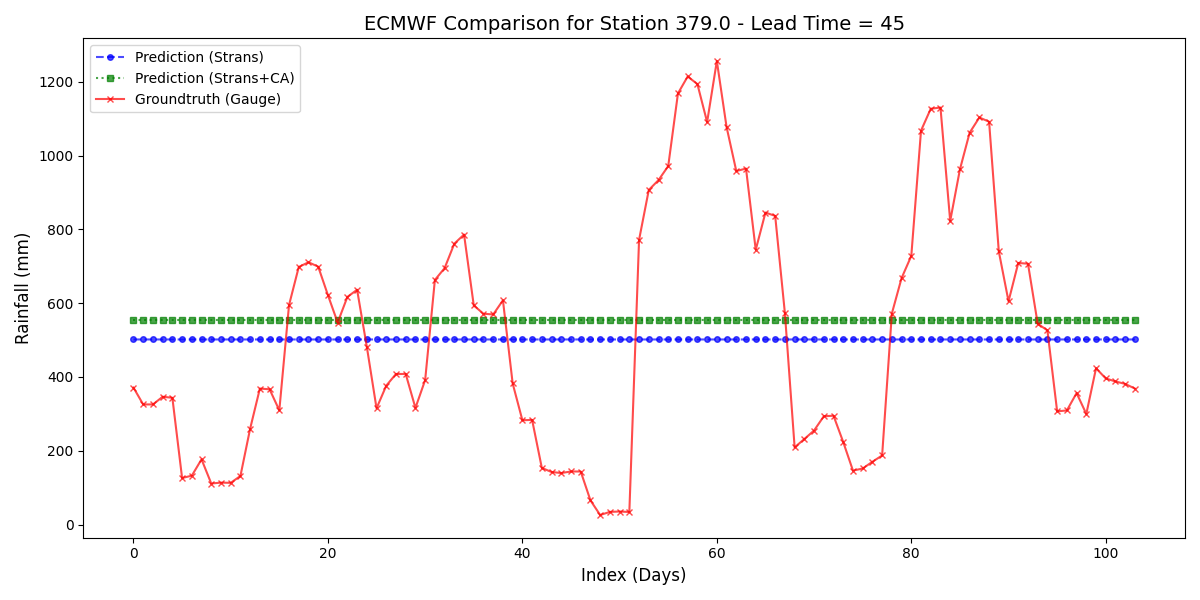 ECMWF Comparison for Station 379.0 - Lead Time = 45
Prediction (Strans)
Prediction (Strans+CA)
Groundtruth (Gauge)
Rainfall (mm)
1200
1000
800
600
400
200
0
0 20 40 60 80 100
Index (Days)